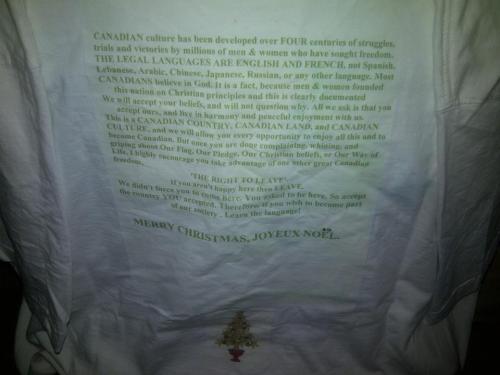 CANADIAN culture has been developed over FOUR centuries of struggles,
trials and victories by millions of men & women who have sought freedom.
THE LEGAL LANGUAGES ARE ENGLISH AND FRENCH, not Spanish,
Lebanese, Arabic, Chinese, Japanese, Russian, or any other language. Most
CANADIANS believe in God. It is a fact, because men & women founded
this nation on Christian principles and this is clearly documented
We will accept your beliefs, and will not question why. All we ask is that you
accept ours, and live in harmony and peaceful enjoyment with us.
This is a CANADIAN COUNTRY, CANADIAN LAND, and CANADIAN
CULTURE, and we will allow you every opportunity to enjoy all this and to
become Canadian. But once you are done complaining, whining, and
griping about Our Flag, Our Pledge, Our Christian beliefs, or Our Way of
Life, I highly encourage you take advantage of one other great Canadian
freedom,
'THE RIGHT TO LEAVE'.
If you aren't happy here then LEAVE.
We didn't force you to come here. You asked to be here. So accept
the country YOU accepted. Therefore, if you wish to become part
of our society . Learn the language!
MERRY CHRISTMAS, JOYEUX NOËL.